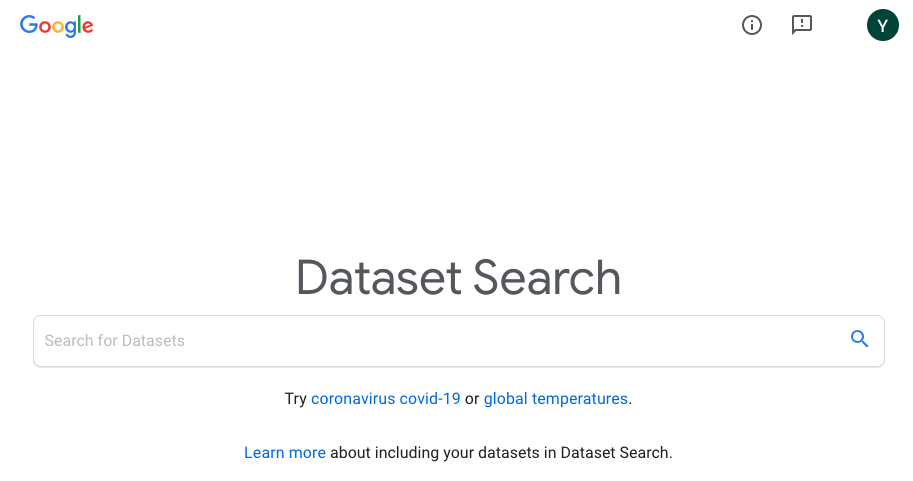 Google
Y
Dataset Search
Search for Datasets
Try coronavirus covid-19 or global temperatures.
Learn more about including your datasets in Dataset Search.